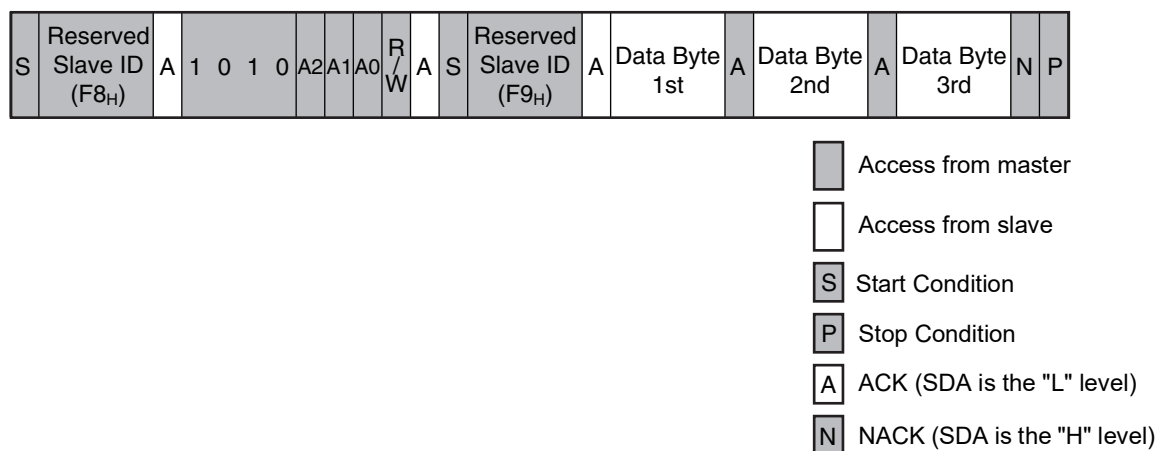 S Reserved Slave ID (F8H) A 1 0 1 0 A2 A1 A0 R/W A S Reserved Slave ID (F9H) A Data Byte 1st A Data Byte 2nd A Data Byte 3rd N P
Access from master
Access from slave
S Start Condition
P Stop Condition
A ACK (SDA is the "L" level)
N NACK (SDA is the "H" level)